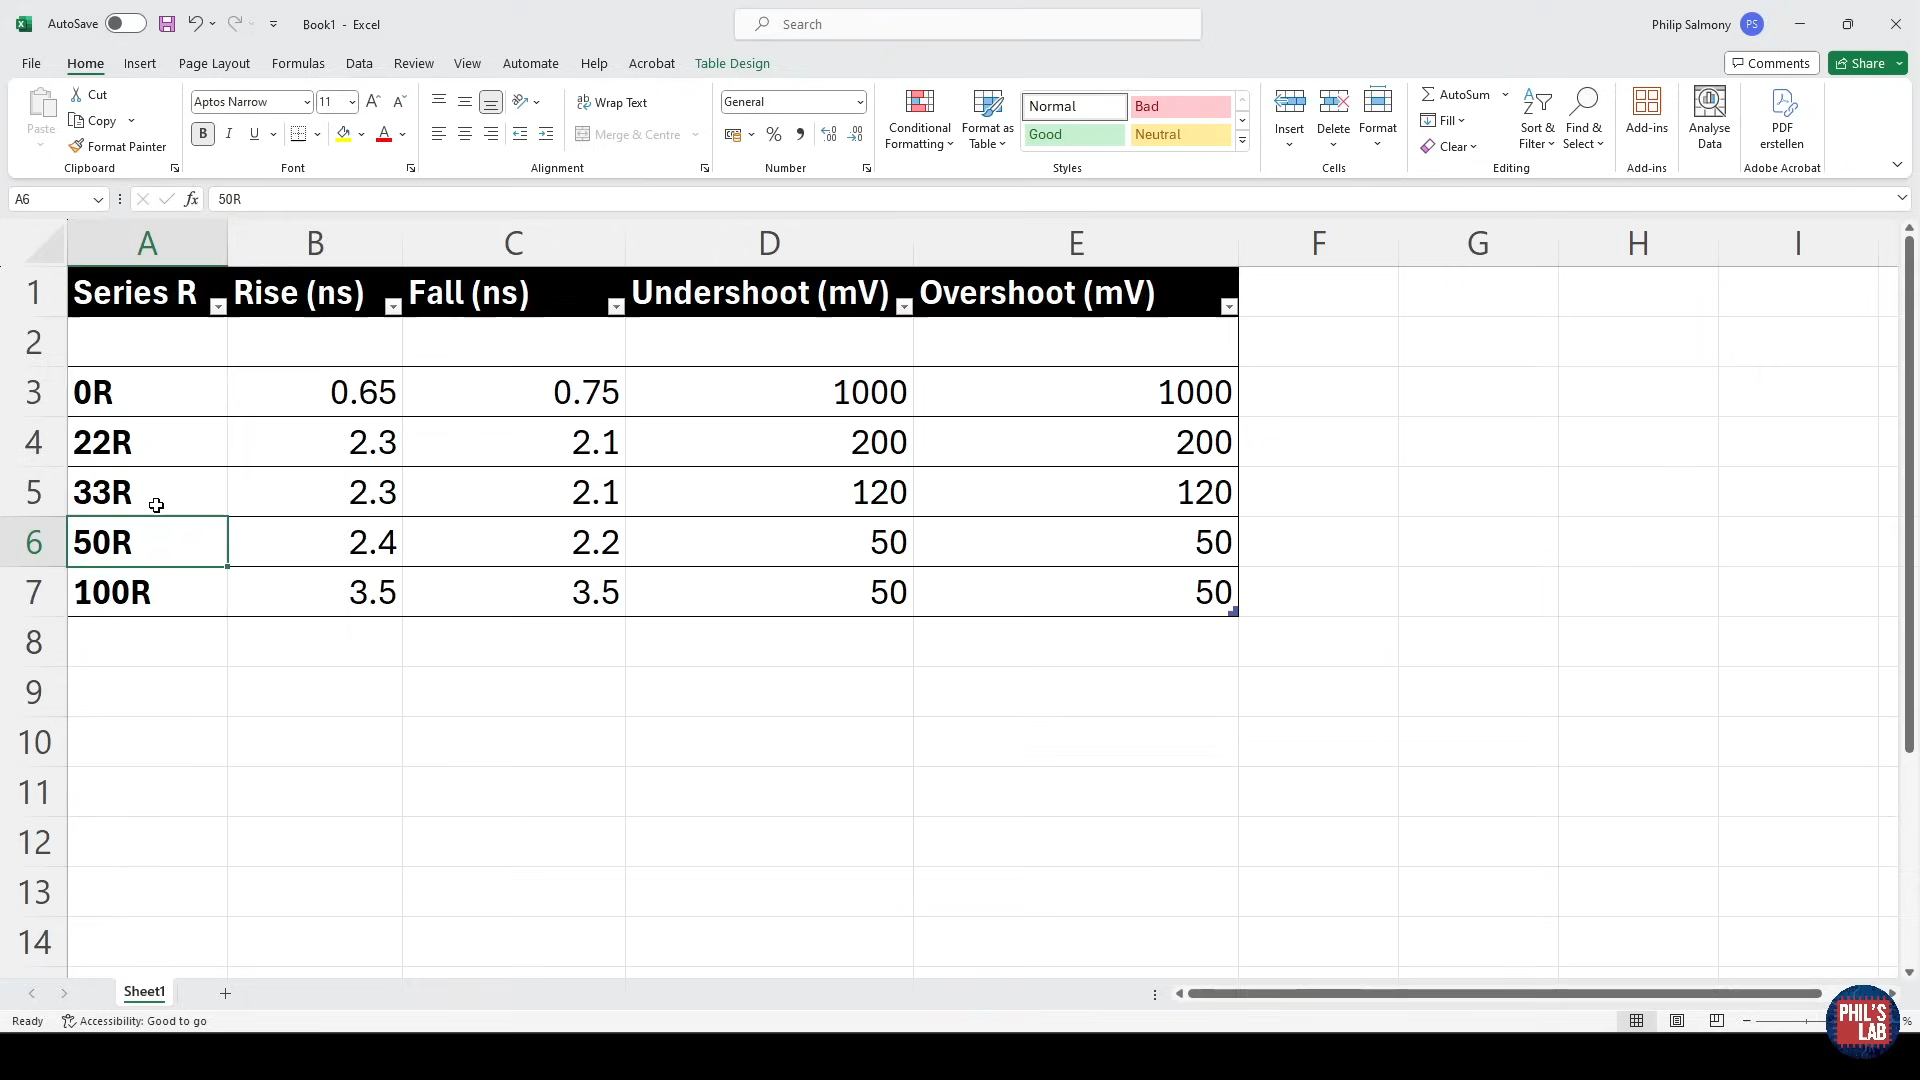 AutoSave
Book1 - Excel
Search
Philip Salmony PS
File Home Insert Page Layout Formulas Data Review View Automate Help Acrobat Table Design
Comments Share
Paste
Cut
Copy
Format Painter
Clipboard
Aptos Narrow 11 A A
B I U A
Font
Wrap Text
Merge & Centre
Alignment
General
%
Number
Conditional Formatting
Format as Table
Normal Bad
Good Neutral
Styles
Insert Delete Format
Cells
AutoSum
Fill
Clear
Sort & Filter
Find & Select
Editing
Add-ins
Add-ins
Analyse Data
PDF erstellen
Adobe Acrobat
A6 fx 50R
A B C D E F G H I
1 Series R Rise (ns) Fall (ns) Undershoot (mV) Overshoot (mV)
2
3 0R 0.65 0.75 1000 1000
4 22R 2.3 2.1 200 200
5 33R 2.3 2.1 120 120
6 50R 2.4 2.2 50 50
7 100R 3.5 3.5 50 50
8
9
10
11
12
13
14
Sheet1
Ready Accessibility: Good to go
%
PHIL'S
LAB